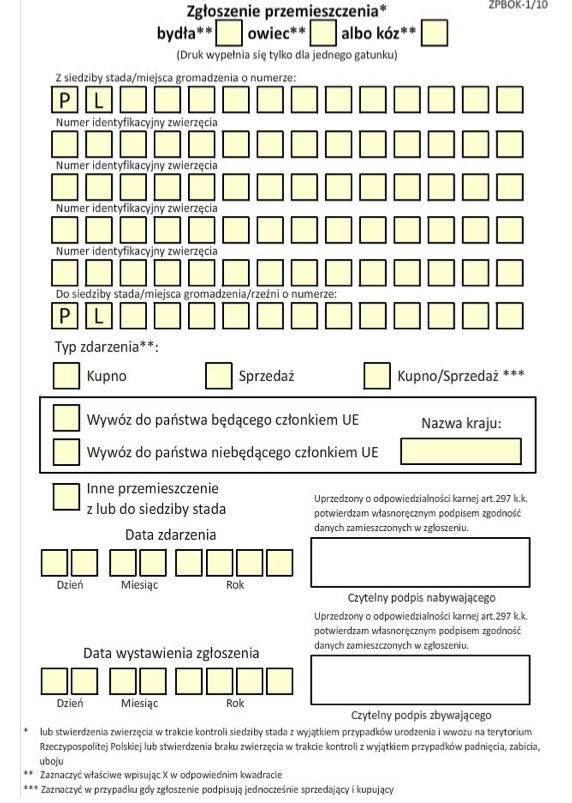 ZPBOK-1/10
Zgłoszenie przemieszczenia*
bydła** owiec** albo kóz**
(Druk wypełnia się tylko dla jednego gatunku)
Z siedziby stada/miejsca gromadzenia o numerze:
P L
Numer identyfikacyjny zwierzęcia
Numer identyfikacyjny zwierzęcia
Numer identyfikacyjny zwierzęcia
Numer identyfikacyjny zwierzęcia
Do siedziby stada/miejsca gromadzenia/rzeźni o numerze:
P L
Typ zdarzenia**:
Kupno Sprzedaż Kupno/Sprzedaż ***
Wywóz do państwa będącego członkiem UE
Nazwa kraju:
Wywóz do państwa niebędącego członkiem UE
Inne przemieszczenie
z lub do siedziby stada
Data zdarzenia
Dzień Miesiąc Rok
Uprzedzony o odpowiedzialności karnej art.297 k.k.
potwierdzam własnoręcznym podpisem zgodność
danych zamieszczonych w zgłoszeniu.
Czytelny podpis nabywającego
Data wystawienia zgłoszenia
Dzień Miesiąc Rok
Uprzedzony o odpowiedzialności karnej art.297 k.k.
potwierdzam własnoręcznym podpisem zgodność
danych zamieszczonych w zgłoszeniu.
Czytelny podpis zbywającego
* lub stwierdzenia zwierzęcia w trakcie kontroli siedziby stada z wyjątkiem przypadków urodzenia i wwozu na terytorium
Rzeczypospolitej Polskiej lub stwierdzenia braku zwierzęcia w trakcie kontroli z wyjątkiem przypadków padnięcia, zabicia,
uboju
** Zaznaczyć właściwe wpisując X w odpowiednim kwadracie
*** Zaznaczyć w przypadku gdy zgłoszenie podpisują jednocześnie sprzedający i kupujący